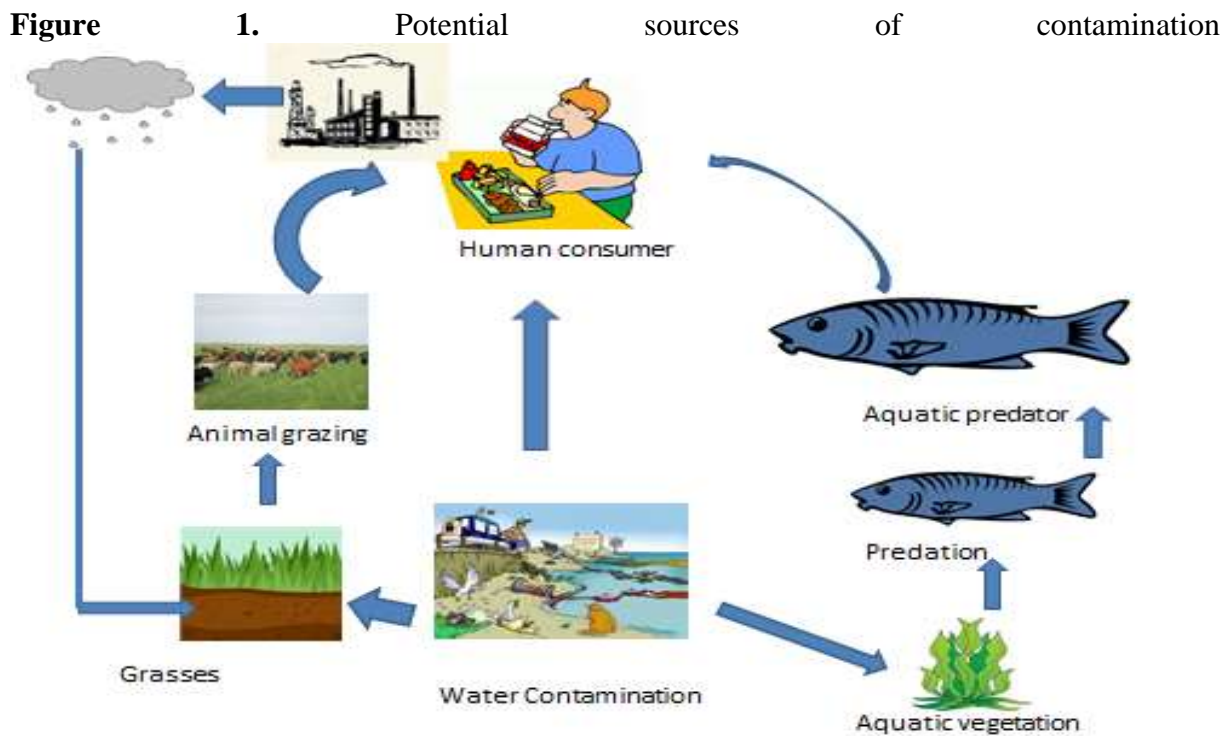 Figure 1. Potential sources of contamination
Human consumer
Animal grazing
Aquatic predator
Predation
Grasses
Water Contamination
Aquatic vegetation